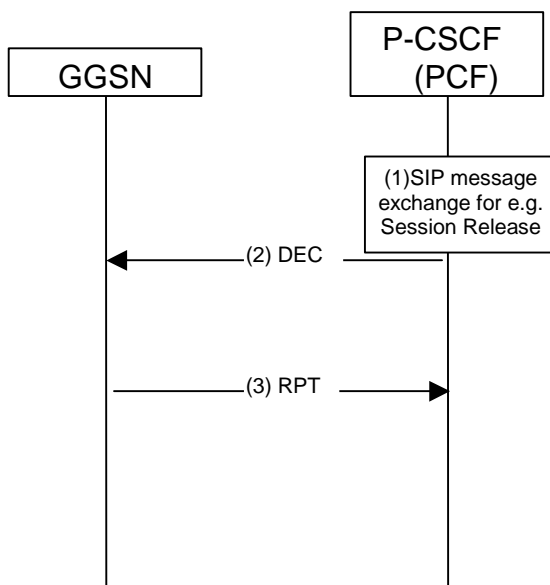 GGSN
P-CSCF
(PCF)
(1)SIP message
exchange for e.g.
Session Release
(2) DEC
(3) RPT